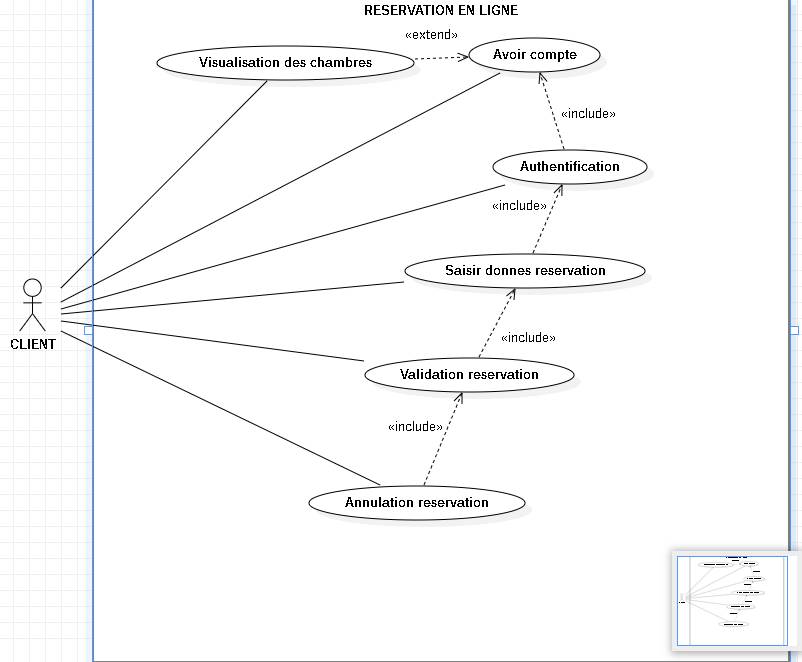 RESERVATION EN LIGNE
«extend»
Visualisation des chambres
Avoir compte
«include»
Authentification
«include»
Saisir donnes reservation
CLIENT
«include»
Validation reservation
«include»
Annulation reservation